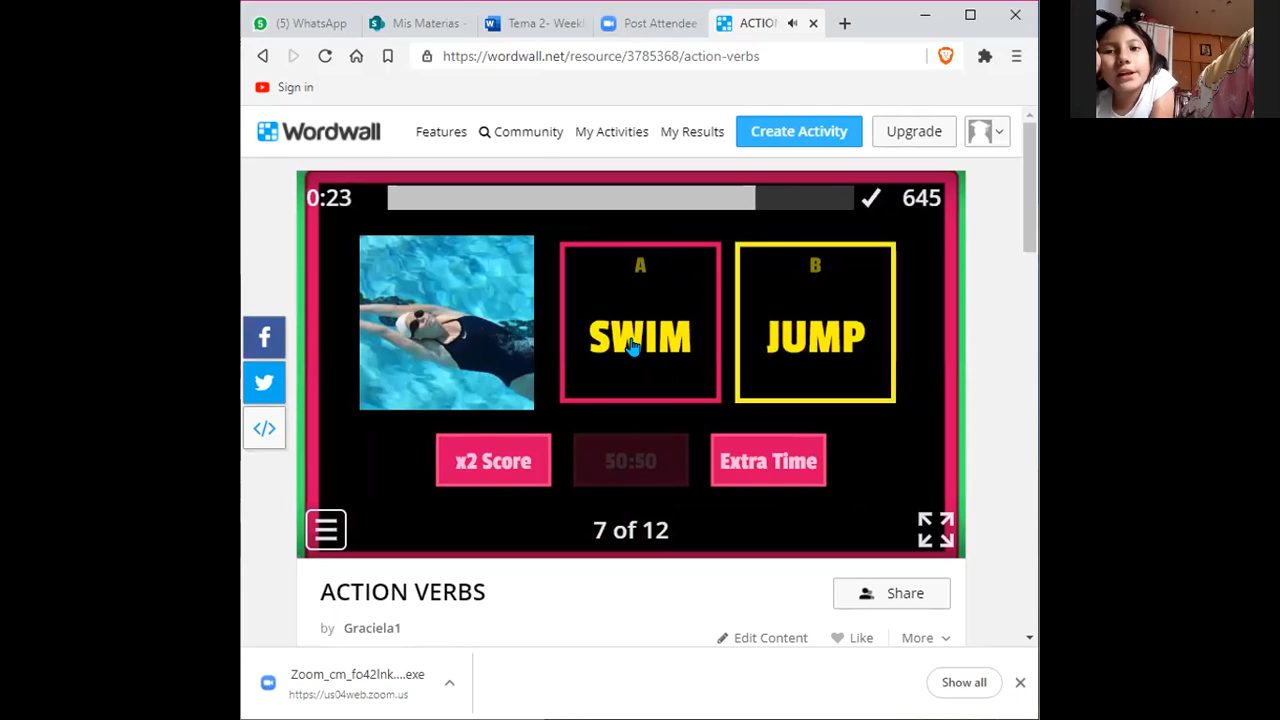 (5) WhatsApp
Mis Materias -
Tema 2- Week
Post Attendee
ACTION
https://wordwall.net/resource/3785368/action-verbs
Sign in
Wordwall
Features
Community
My Activities
My Results
Create Activity
Upgrade
0:23
645
A
SWIM
B
JUMP
x2 Score
50:50
Extra Time
7 of 12
ACTION VERBS
Share
by Graciela1
Edit Content
Like
More
Zoom_cm_fo42lnk....exe
https://us04web.zoom.us
Show all